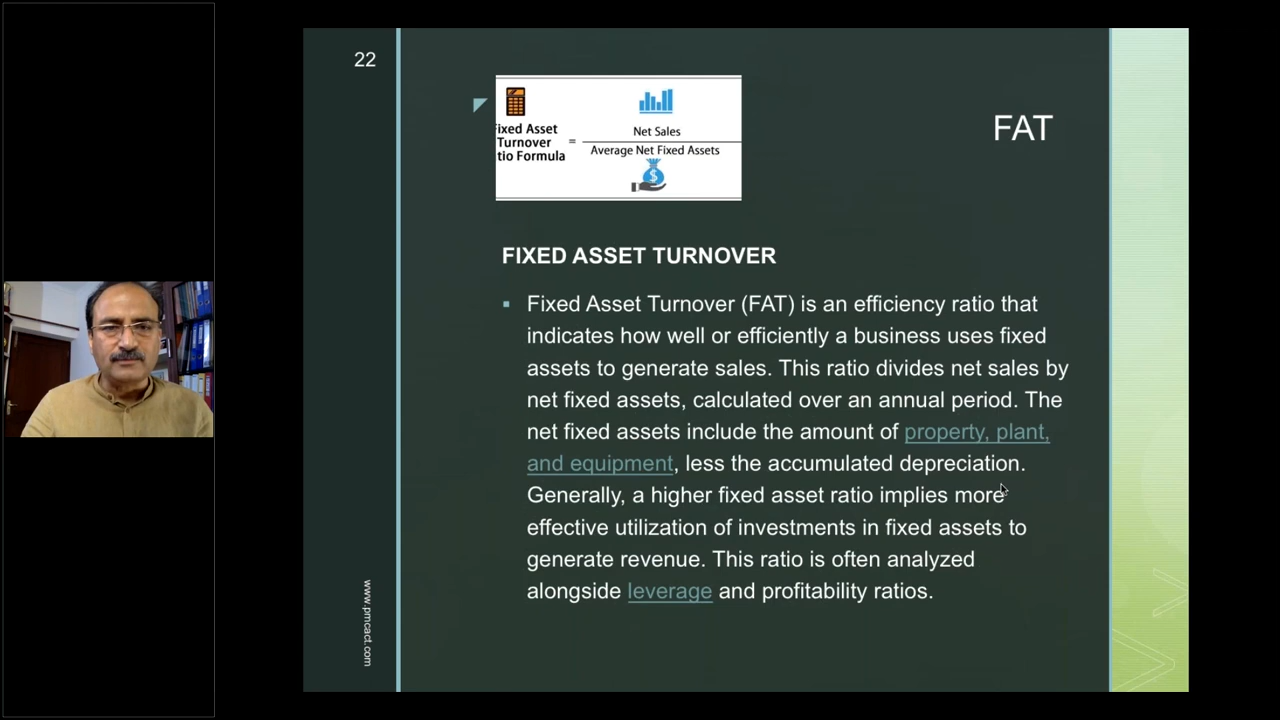 22
ixed Asset
Turnover
tio Formula
=
Net Sales
Average Net Fixed Assets
$
FAT
FIXED ASSET TURNOVER
▪ Fixed Asset Turnover (FAT) is an efficiency ratio that
indicates how well or efficiently a business uses fixed
assets to generate sales. This ratio divides net sales by
net fixed assets, calculated over an annual period. The
net fixed assets include the amount of property, plant,
and equipment, less the accumulated depreciation.
Generally, a higher fixed asset ratio implies more
effective utilization of investments in fixed assets to
generate revenue. This ratio is often analyzed
alongside leverage and profitability ratios.
www.pmcact.com